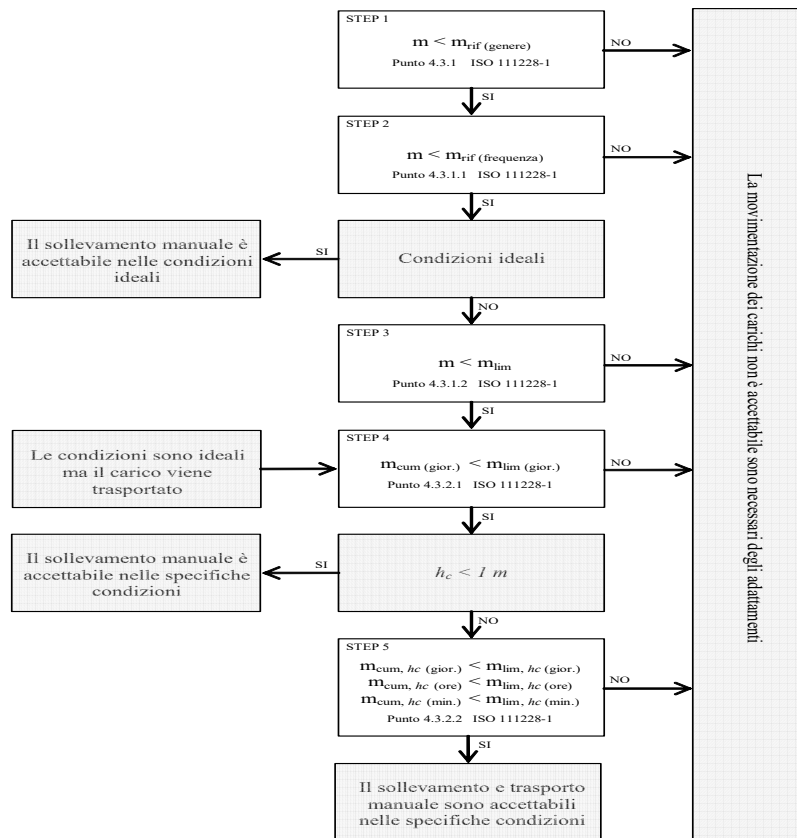 STEP 1
m < mrif (genere)
Punto 4.3.1 ISO 111228-1
NO
SI
STEP 2
m < mrif (frequenza)
Punto 4.3.1.1 ISO 111228-1
NO
SI
Il sollevamento manuale è
accettabile nelle condizioni
ideali
SI
Condizioni ideali
NO
STEP 3
m < mlim
Punto 4.3.1.2 ISO 111228-1
NO
SI
Le condizioni sono ideali
ma il carico viene
trasportato
STEP 4
mcum (gior.) < mlim (gior.)
Punto 4.3.2.1 ISO 111228-1
NO
SI
Il sollevamento manuale è
accettabile nelle specifiche
condizioni
SI
hc < 1 m
NO
STEP 5
mcum, hc (gior.) < mlim, hc (gior.)
mcum, hc (ore) < mlim, hc (ore)
mcum, hc (min.) < mlim, hc (min.)
Punto 4.3.2.2 ISO 111228-1
NO
SI
Il sollevamento e trasporto
manuale sono accettabili
nelle specifiche condizioni
La movimentazione dei carichi non è accettabile sono necessari degli adattamenti